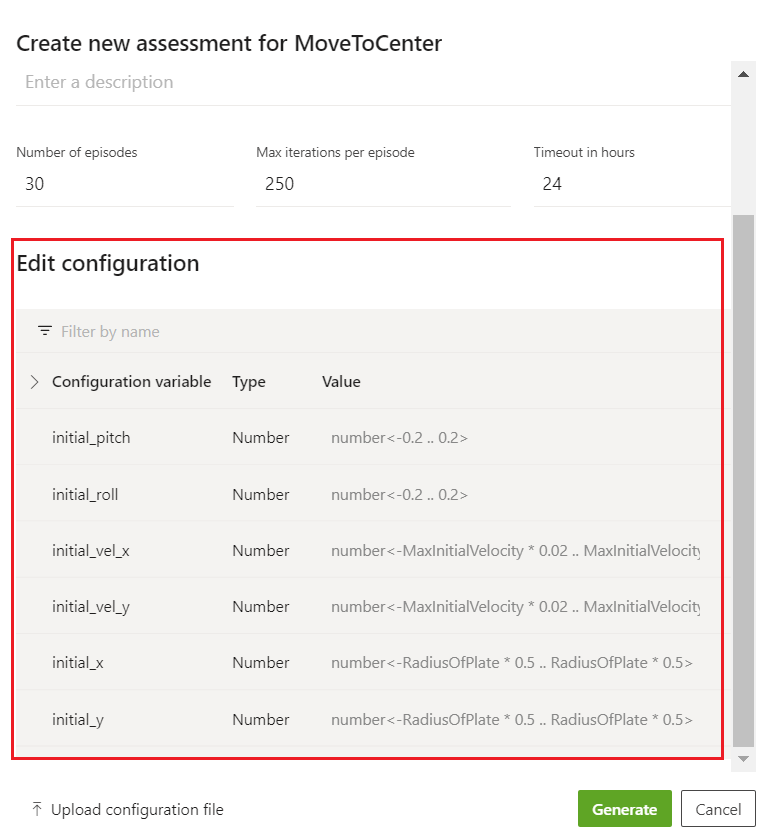 Create new assessment for MoveToCenter
Enter a description
Number of episodes Max iterations per episode Timeout in hours
30 250 24
Edit configuration
Filter by name
Configuration variable Type Value
initial_pitch Number number<-0.2 .. 0.2>
initial_roll Number number<-0.2 .. 0.2>
initial_vel_x Number number<-MaxInitialVelocity * 0.02 .. MaxInitialVelocity
initial_vel_y Number number<-MaxInitialVelocity * 0.02 .. MaxInitialVelocity
initial_x Number number<-RadiusOfPlate * 0.5 .. RadiusOfPlate * 0.5>
initial_y Number number<-RadiusOfPlate * 0.5 .. RadiusOfPlate * 0.5>
Upload configuration file Generate Cancel